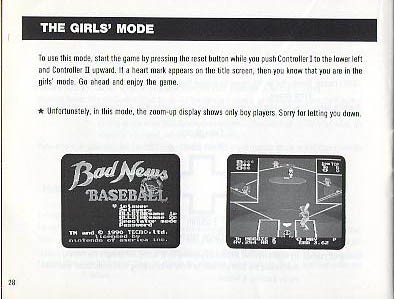 THE GIRLS' MODE
To use this mode, start the game by pressing the reset button while you push Controller I to the lower left
and Controller II upward. If a heart mark appears on the title screen, then you know that you are in the
girls' mode. Go ahead and enjoy the game.
★ Unfortunately, in this mode, the zoom-up display shows only boy players. Sorry for letting you down.
Bad News
BASEBALL
Password
TM and © 1990 TECMO, Ltd.
licensed by
nintendo of america inc.
28